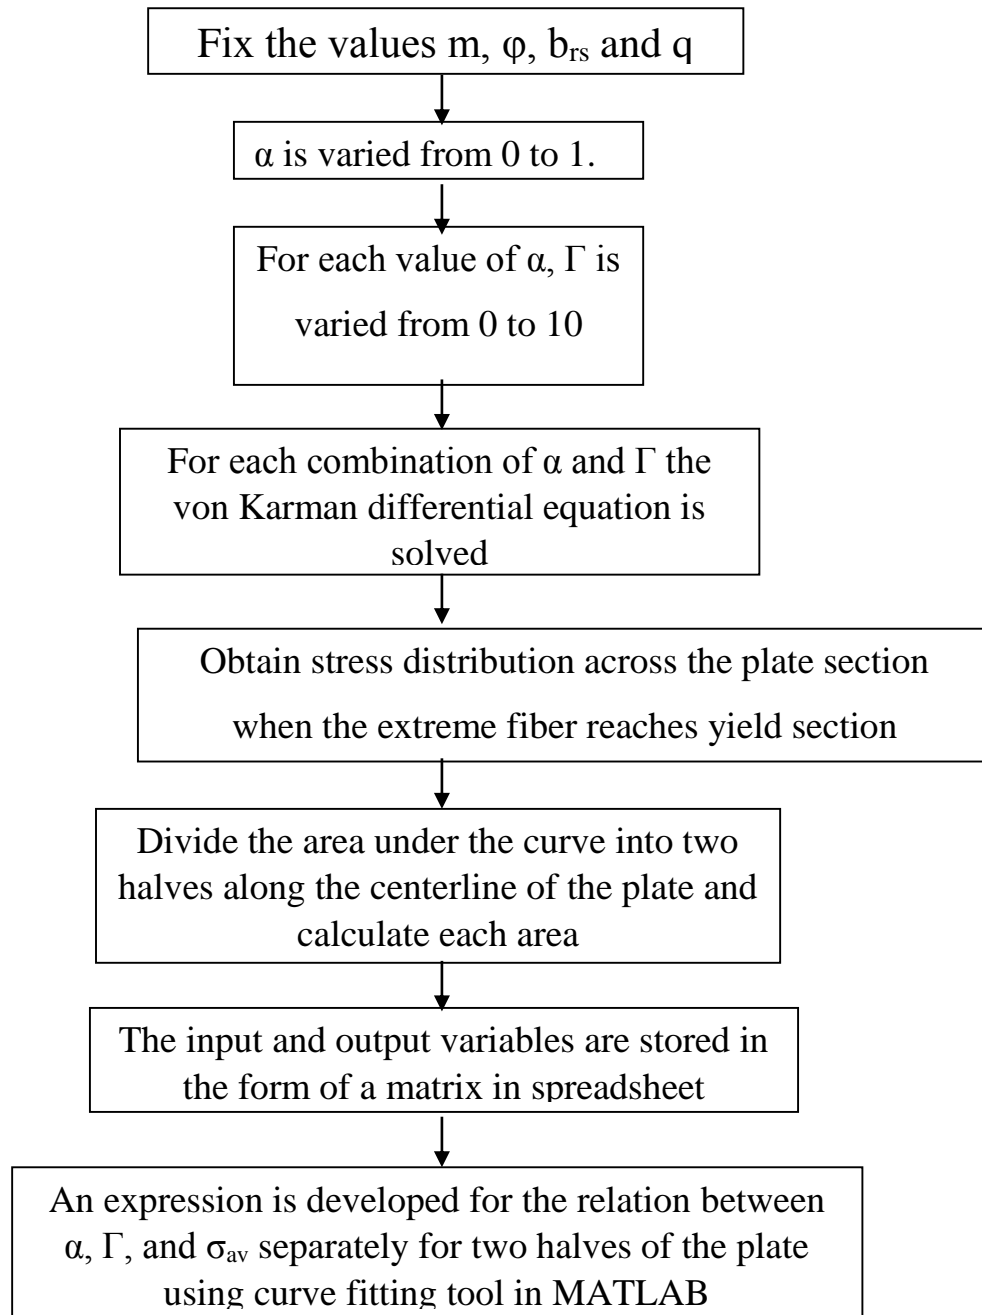 Fix the values m, φ, brs and q
α is varied from 0 to 1.
For each value of α, Γ is
varied from 0 to 10
For each combination of α and Γ the
von Karman differential equation is
solved
Obtain stress distribution across the plate section
when the extreme fiber reaches yield section
Divide the area under the curve into two
halves along the centerline of the plate and
calculate each area
The input and output variables are stored in
the form of a matrix in spreadsheet
An expression is developed for the relation between
α, Γ, and σav separately for two halves of the plate
using curve fitting tool in MATLAB